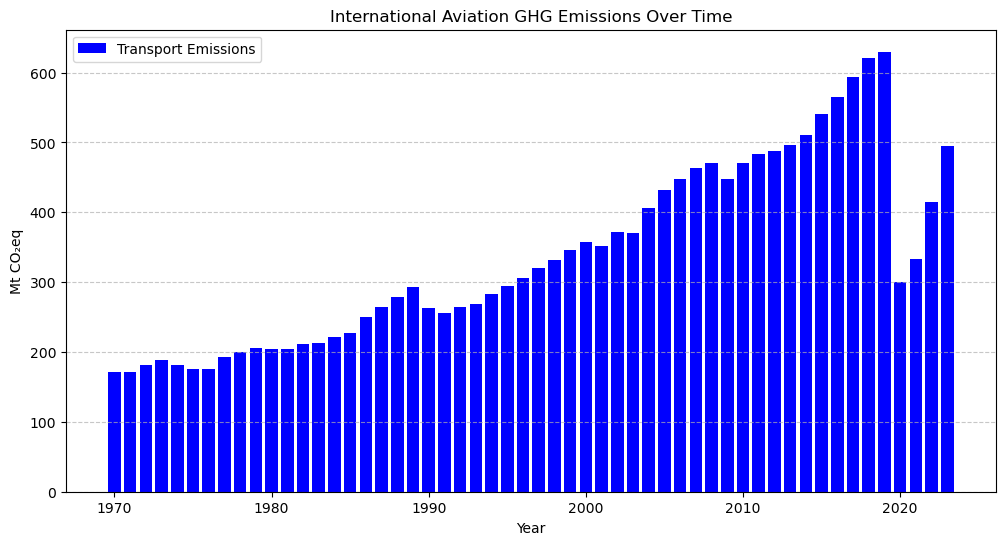 International Aviation GHG Emissions Over Time
Transport Emissions
Mt CO₂eq
600
500
400
300
200
100
0
1970 1980 1990 2000 2010 2020
Year